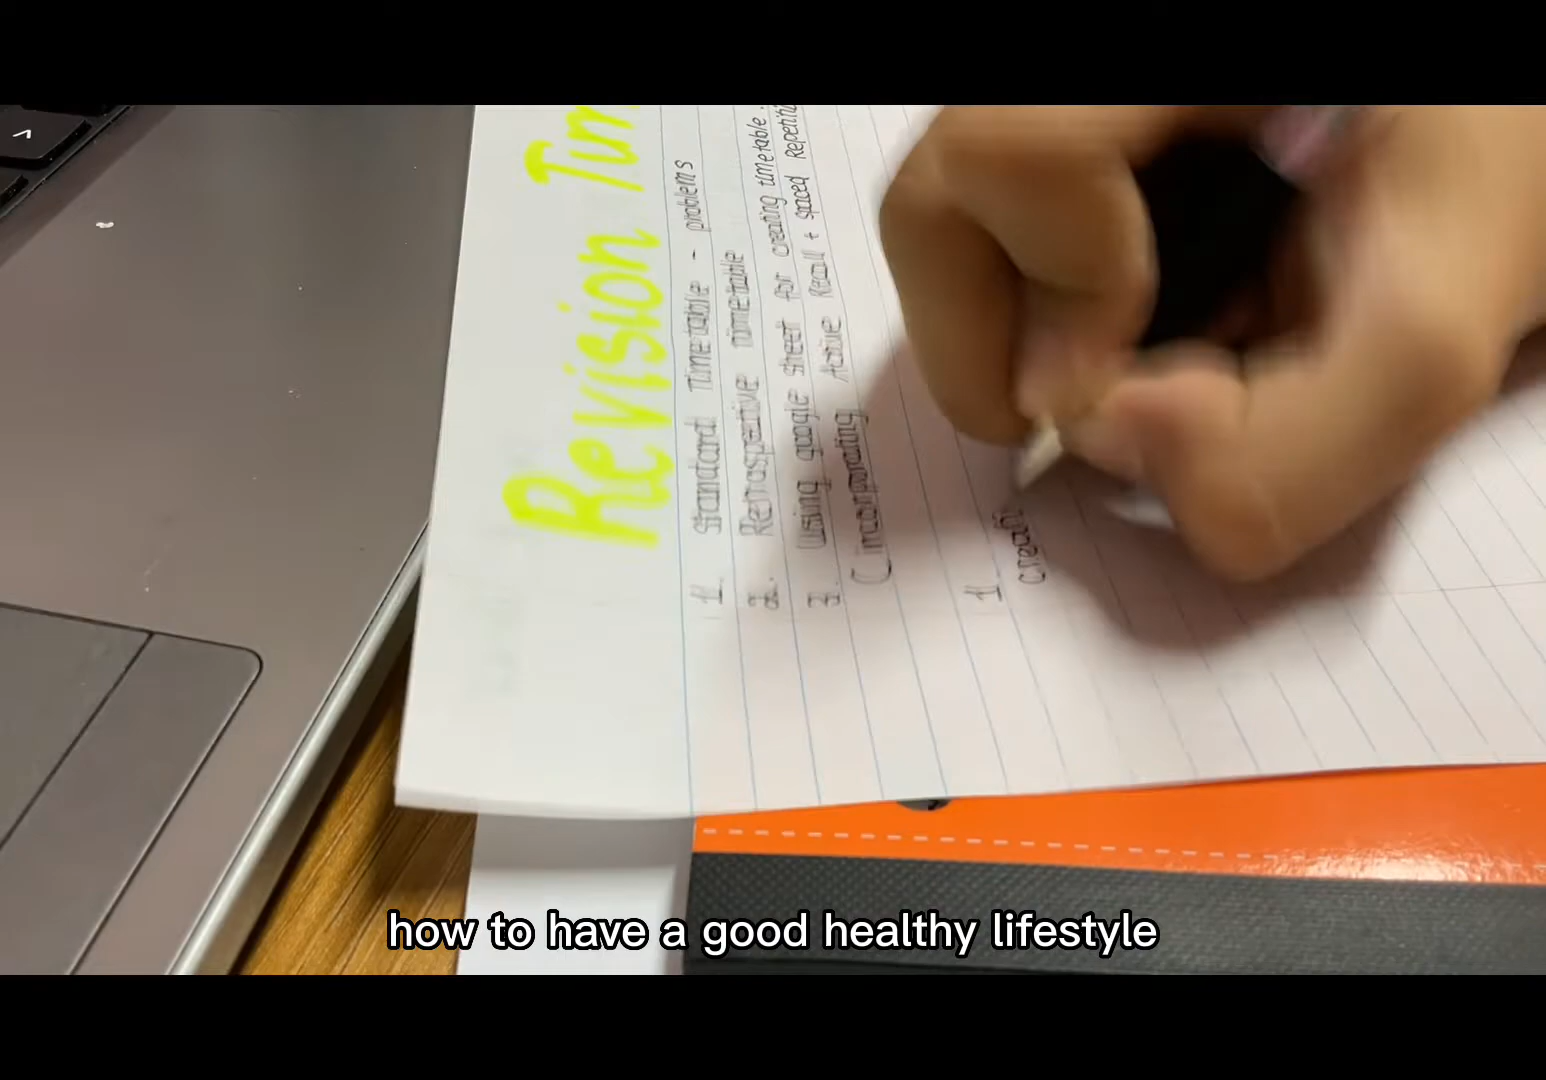 Revision Tim
1. Standard Timetable - problems
2. Retrospective Timetable
3. Using google sheet for creating timetable.
(incorporating Active Recall + Spaced Repetiti
1.
creati
how to have a good healthy lifestyle